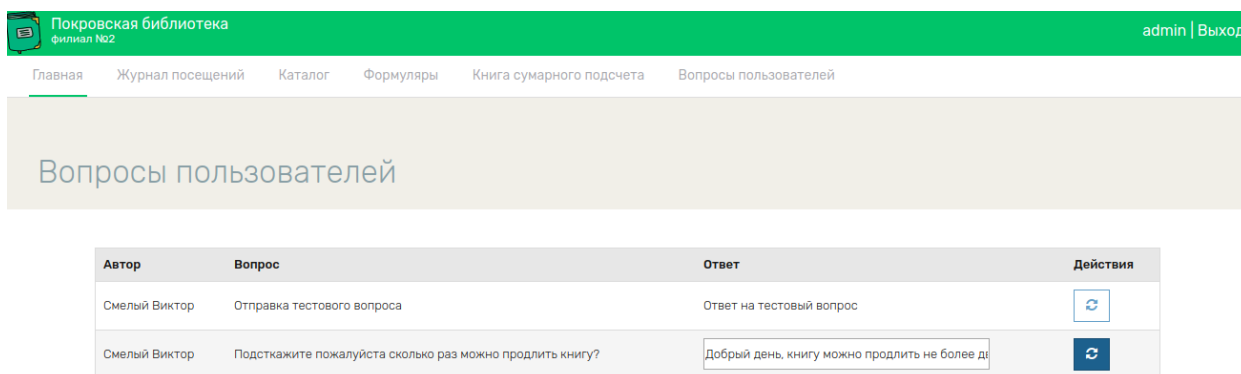 Покровская библиотека
филиал №2
admin | Выход
Главная Журнал посещений Каталог Формуляры Книга сумарного подсчета Вопросы пользователей
Вопросы пользователей
Автор Вопрос Ответ Действия
Смелый Виктор Отправка тестового вопроса Ответ на тестовый вопрос
Смелый Виктор Подсткажите пожалуйста сколько раз можно продлить книгу? Добрый день, книгу можно продлить не более